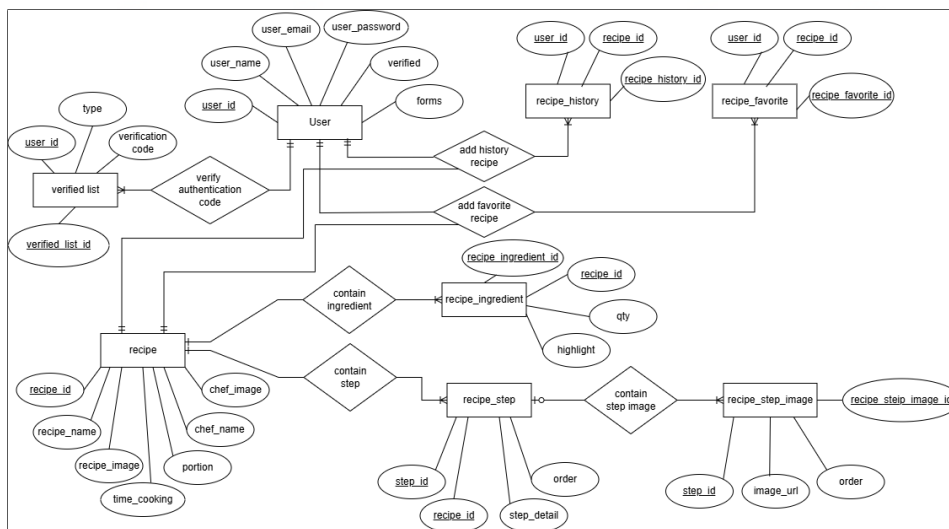 user_email
user_password
user_name
verified
user_id
forms
User
user_id
recipe_id
recipe_history_id
recipe_history
user_id
recipe_id
recipe_favorite_id
recipe_favorite
type
user_id
verification
code
verified list
verified_list_id
verify
authentication
code
add history
recipe
add favorite
recipe
recipe_ingredient_id
recipe_id
contain
ingredient
recipe_ingredient
qty
highlight
recipe
contain
step
recipe_id
chef_image
recipe_name
chef_name
recipe_image
portion
time_cooking
recipe_step
contain
step image
recipe_step_image
recipe_steip_image_id
step_id
order
recipe_id
step_detail
step_id
image_url
order